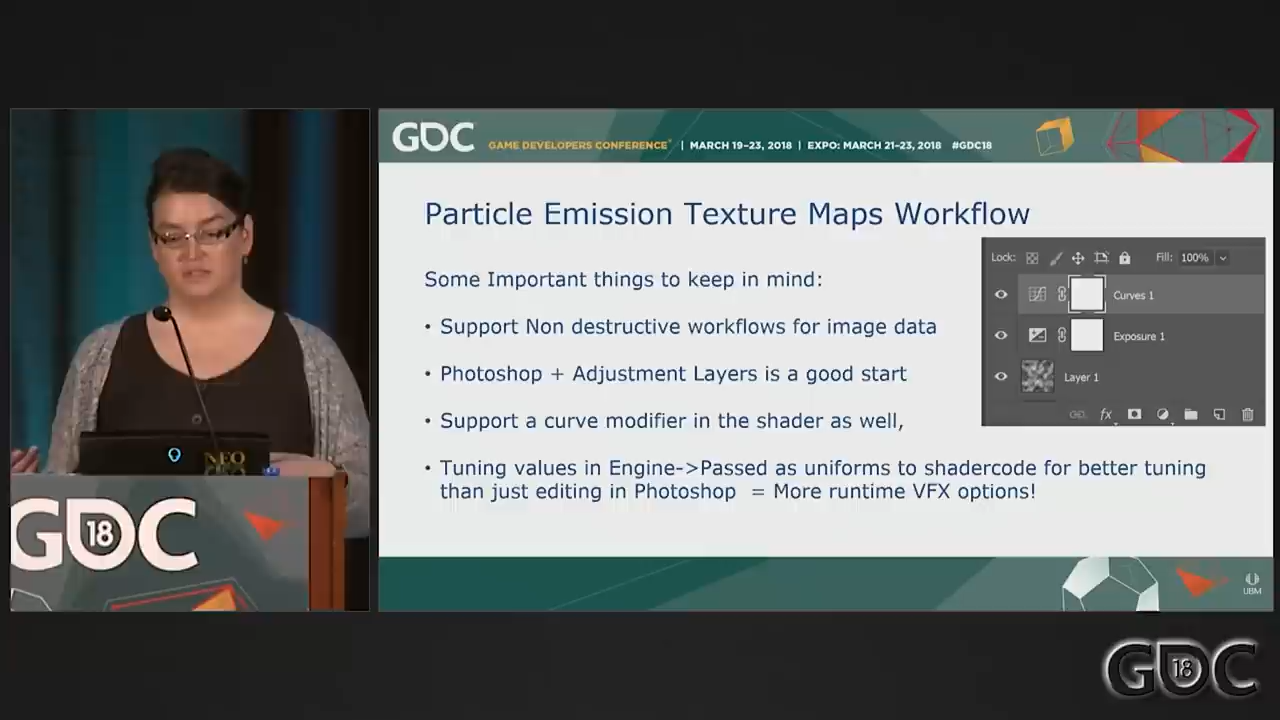 GDC GAME DEVELOPERS CONFERENCE® | MARCH 19–23, 2018 | EXPO: MARCH 21–23, 2018 #GDC18
Particle Emission Texture Maps Workflow
Some Important things to keep in mind:
• Support Non destructive workflows for image data
• Photoshop + Adjustment Layers is a good start
• Support a curve modifier in the shader as well,
• Tuning values in Engine->Passed as uniforms to shadercode for better tuning
than just editing in Photoshop = More runtime VFX options!
Lock: Fill: 100%
Curves 1
Exposure 1
Layer 1
fx
NEO
GEO
GDC 18
UBM
GDC 18